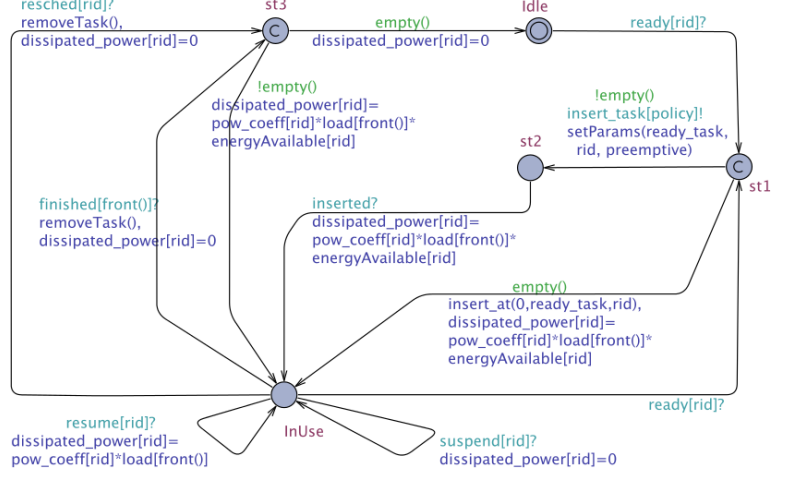 resched[rid]?
removeTask(),
dissipated_power[rid]=0
st3
C
empty()
dissipated_power[rid]=0
Idle
ready[rid]?
!empty()
dissipated_power[rid]=
pow_coeff[rid]*load[front()]*
energyAvailable[rid]
!empty()
insert_task[policy]!
setParams(ready_task,
rid, preemptive)
st2
C
st1
finished[front()]?
removeTask(),
dissipated_power[rid]=0
inserted?
dissipated_power[rid]=
pow_coeff[rid]*load[front()]*
energyAvailable[rid]
empty()
insert_at(0,ready_task,rid),
dissipated_power[rid]=
pow_coeff[rid]*load[front()]*
energyAvailable[rid]
ready[rid]?
resume[rid]?
dissipated_power[rid]=
pow_coeff[rid]*load[front()]
InUse
suspend[rid]?
dissipated_power[rid]=0